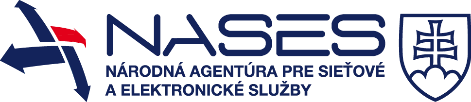 NASES
NÁRODNÁ AGENTÚRA PRE SIEŤOVÉ
A ELEKTRONICKÉ SLUŽBY